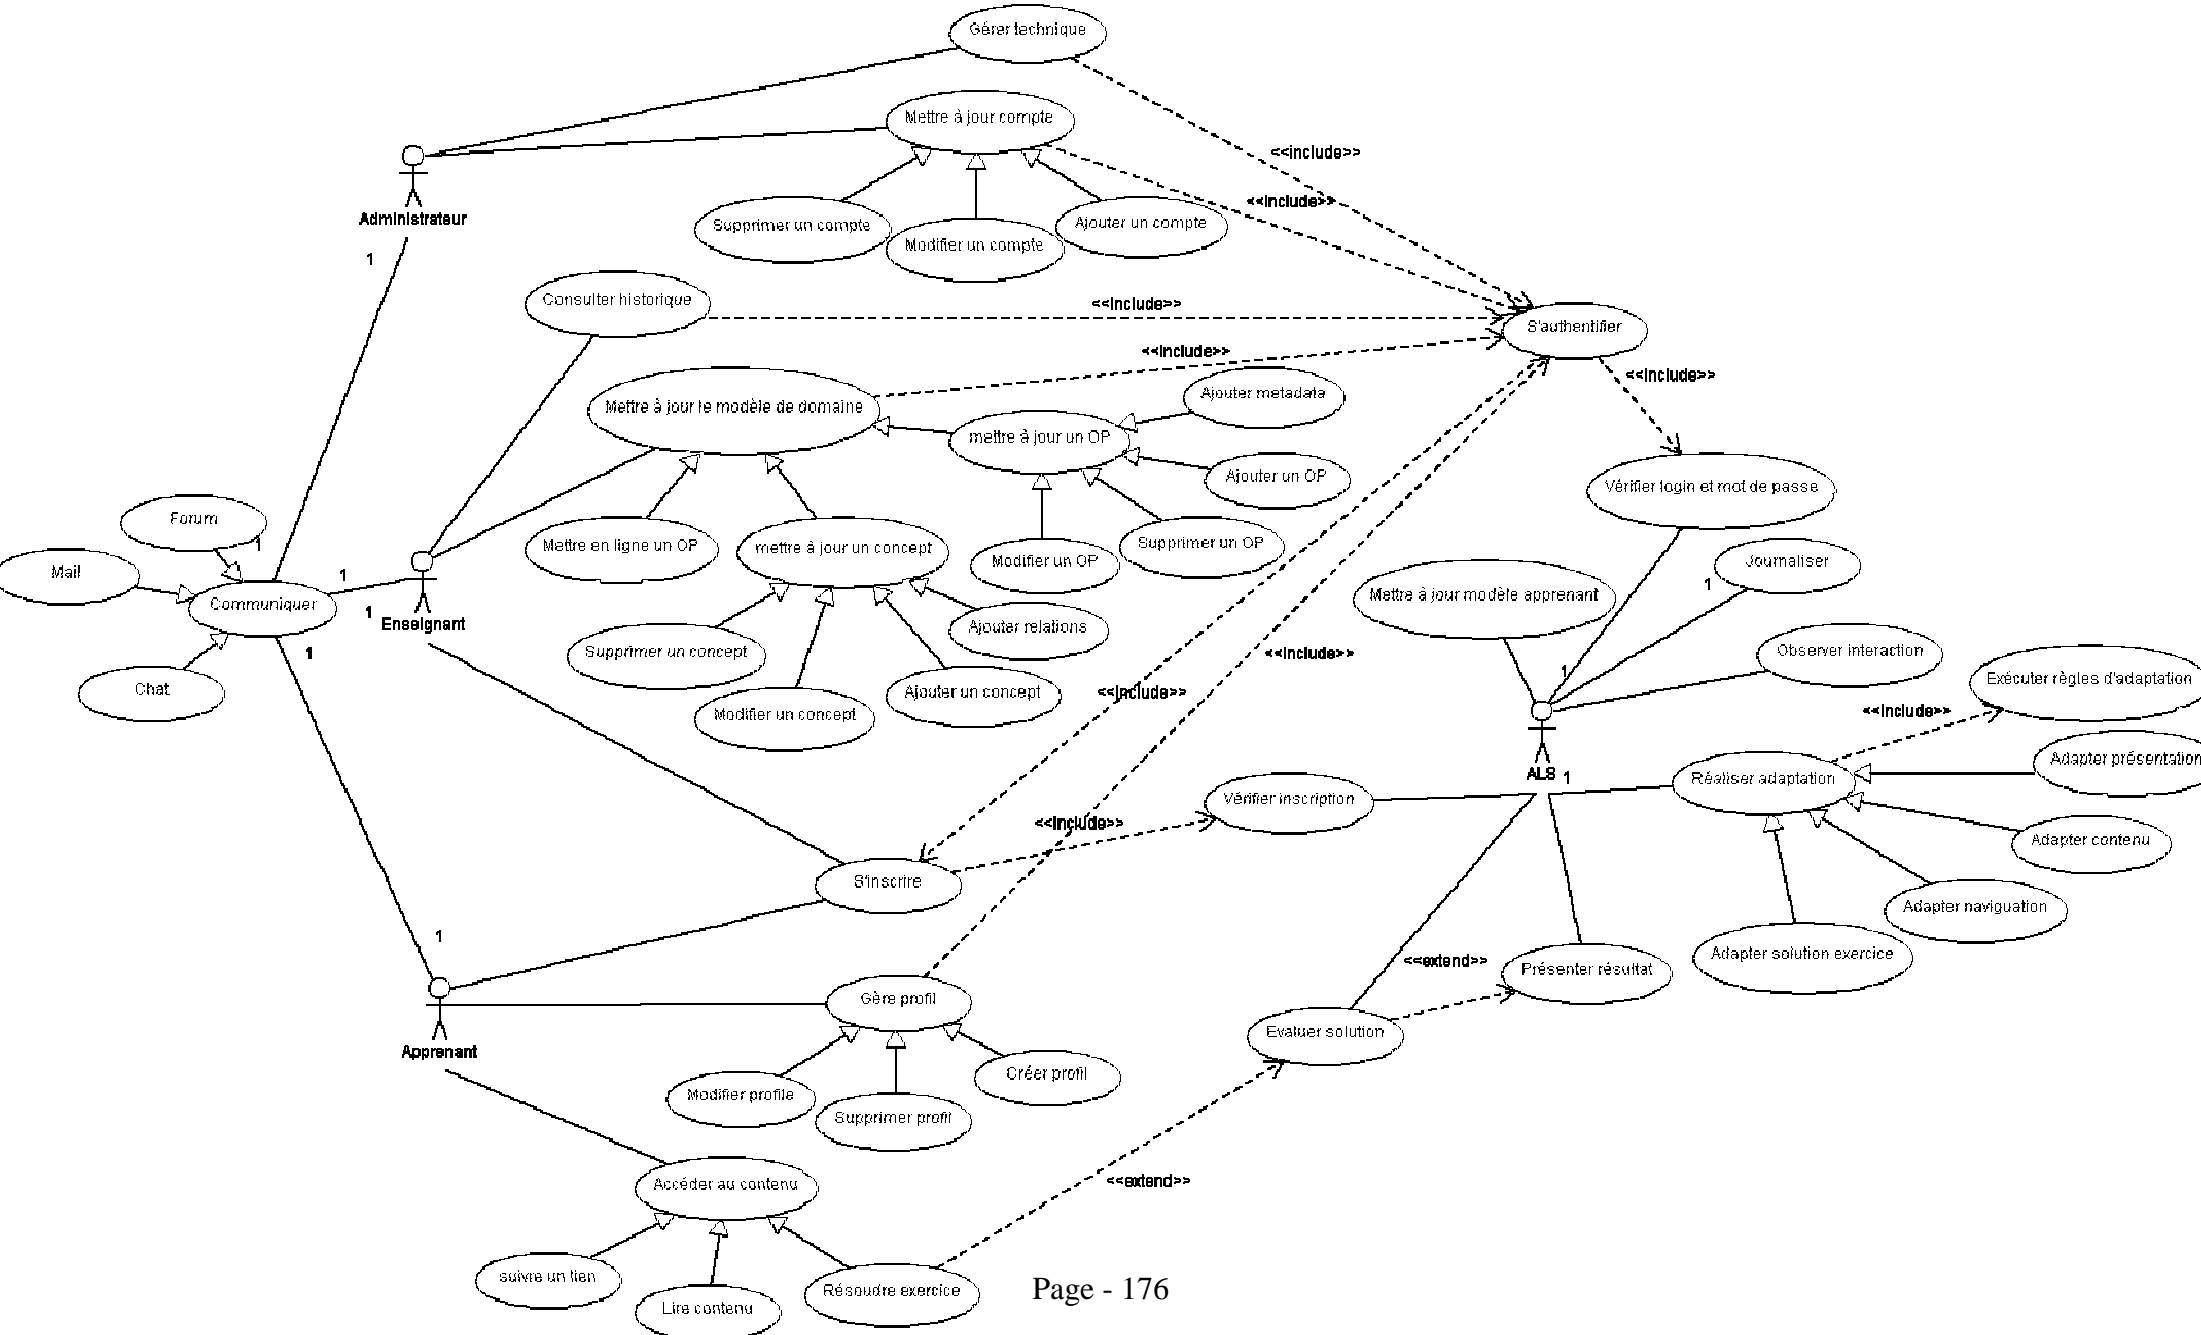 Gérer technique
Mettre à jour compte
<<include>>
Administrateur
1
Supprimer un compte
Modifier un compte
Ajouter un compte
<<include>>
Consulter historique
<<include>>
S'authentifier
<<include>>
<<include>>
Mettre à jour le modèle de domaine
Ajouter metadata
mettre à jour un OP
Ajouter un OP
Vérifier login et mot de passe
Forum
1
Mettre en ligne un OP
mettre à jour un concept
Modifier un OP
Supprimer un OP
Journaliser
1
Mail
Communiquer
1
1
Enseignant
Mettre à jour modèle apprenant
Ajouter relations
Supprimer un concept
1
<<include>>
1
Observer interaction
Exécuter règles d'adaptation
Chat
Ajouter un concept
Modifier un concept
<<include>>
<<include>>
ALS
1
Réaliser adaptation
Adapter présentation
Vérifier inscription
<<include>>
Adapter contenu
S'inscrire
Adapter naviguation
1
Adapter solution exercice
<<extend>>
Présenter résultat
Gère profil
Evaluer solution
Apprenant
Créer profil
Modifier profile
Supprimer profil
Accéder au contenu
<<extend>>
suivre un lien
Lire contenu
Résoudre exercice
Page - 176